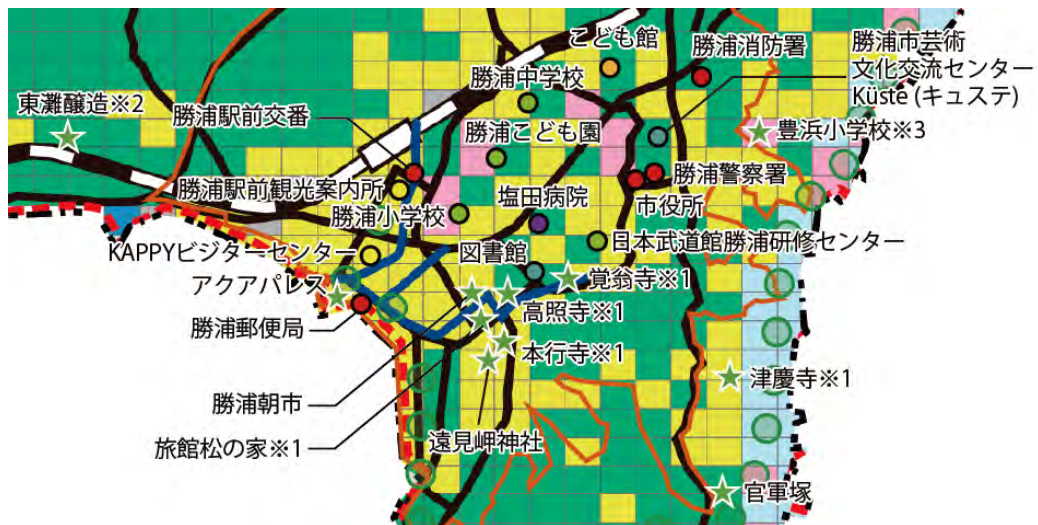 こども館
勝浦消防署
勝浦市芸術
文化交流センター
Küste (キュステ)
勝浦中学校
東灘醸造※2
勝浦駅前交番
勝浦こども園
豊浜小学校※3
勝浦警察署
勝浦駅前観光案内所
塩田病院
市役所
勝浦小学校
KAPPYビジターセンター
図書館
日本武道館勝浦研修センター
アクアパレス
覚翁寺※1
高照寺※1
勝浦郵便局
本行寺※1
津慶寺※1
勝浦朝市
旅館松の家※1
遠見岬神社
官軍塚